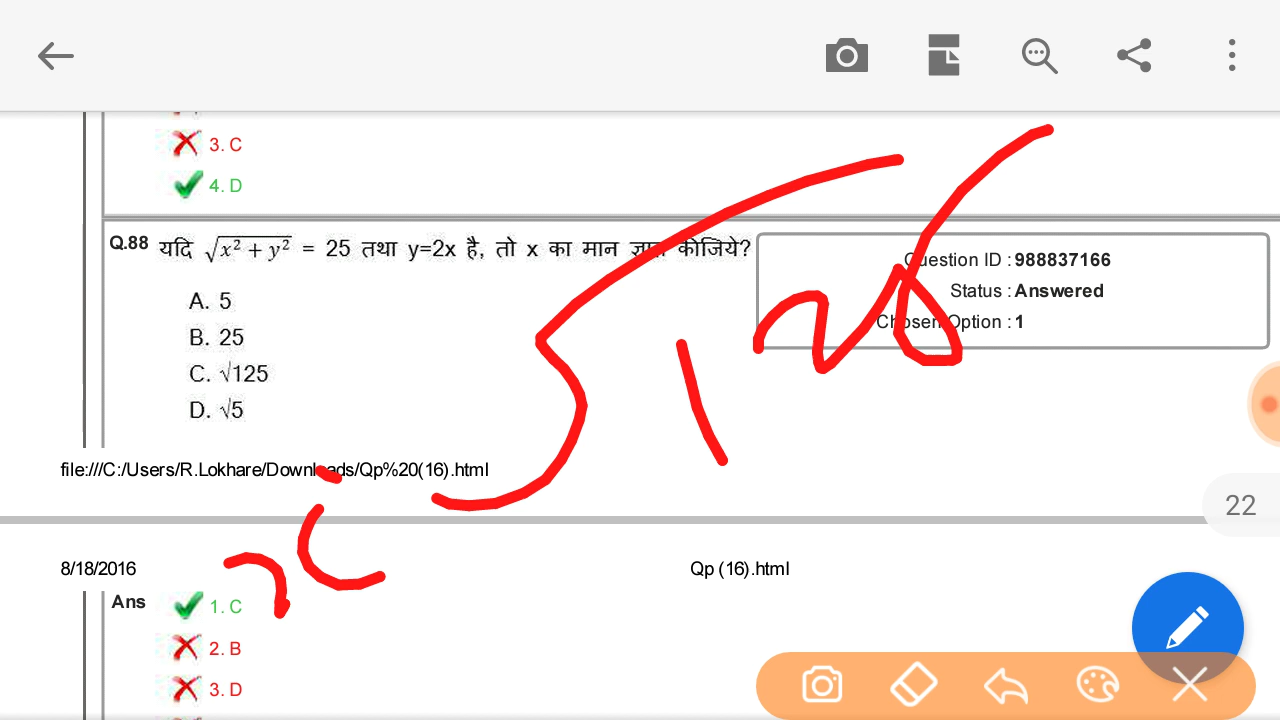 3. C
4. D
Q.88 यदि √x² + y² = 25 तथा y=2x है, तो x का मान ज्ञात कीजिये?
A. 5
B. 25
C. √125
D. √5
Question ID : 988837166
Status : Answered
Chosen Option : 1
file:///C:/Users/R.Lokhare/Downloads/Qp%20(16).html
22
8/18/2016 Qp (16).html
Ans 1. C
2. B
3. D